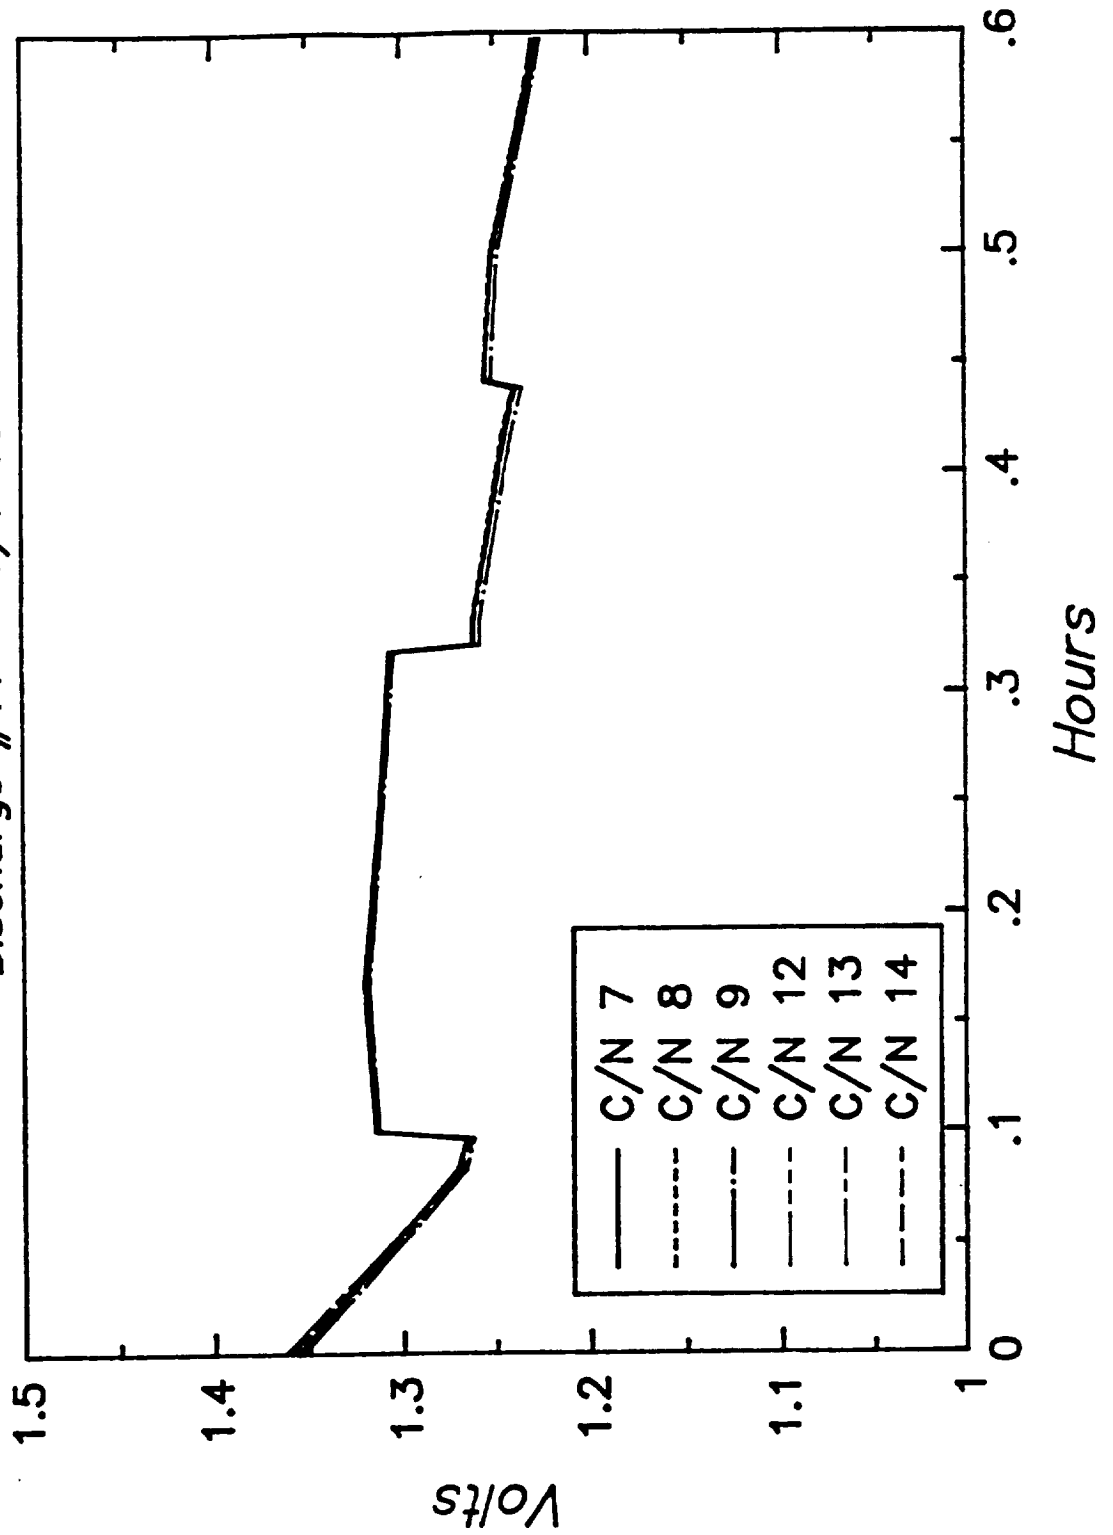 Discharge #
Volts
1.5
1.4
1.3
1.2
1.1
1
C/N 7
C/N 8
C/N 9
C/N 12
C/N 13
C/N 14
0 .1 .2 .3 .4 .5 .6
Hours